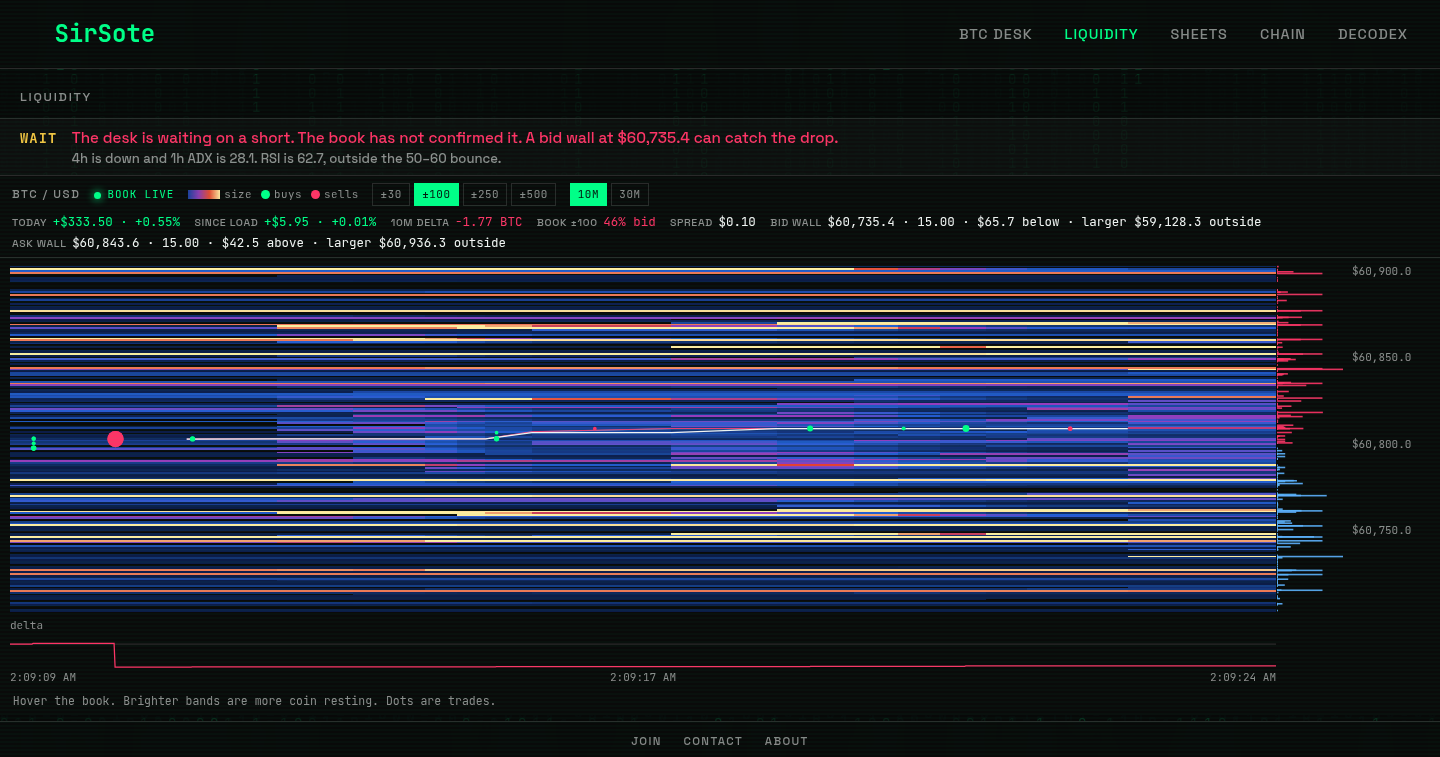 SirSote
BTC DESK LIQUIDITY SHEETS CHAIN DECODEX
LIQUIDITY
WAIT The desk is waiting on a short. The book has not confirmed it. A bid wall at $60,735.4 can catch the drop.
4h is down and 1h ADX is 28.1. RSI is 62.7, outside the 50–60 bounce.
BTC / USD BOOK LIVE size buys sells ±30 ±100 ±250 ±500 10M 30M
TODAY +$333.50 · +0.55% SINCE LOAD +$5.95 · +0.01% 10M DELTA -1.77 BTC BOOK ±100 46% bid SPREAD $0.10 BID WALL $60,735.4 · 15.00 · $65.7 below · larger $59,128.3 outside
ASK WALL $60,843.6 · 15.00 · $42.5 above · larger $60,936.3 outside
$60,900.0
$60,850.0
$60,800.0
$60,750.0
delta
2:09:09 AM 2:09:17 AM 2:09:24 AM
Hover the book. Brighter bands are more coin resting. Dots are trades.
JOIN CONTACT ABOUT